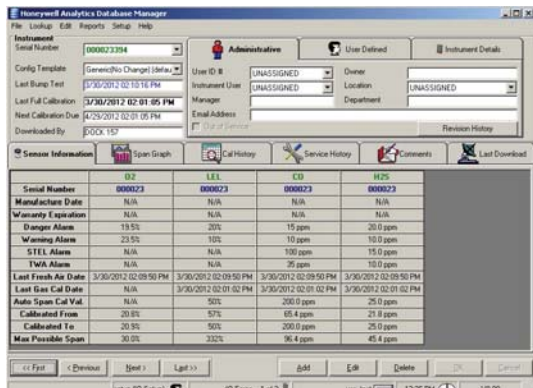 Honeywell Analytics Database Manager
File Lookup Edit Reports Setup Help
Instrument
Serial Number 000023394
Config Template Generic(No Change) (defau
Last Bump Test 3/30/2012 02:10:16 PM
Last Full Calibration 3/30/2012 02:01:05 PM
Next Calibration Due 4/29/2012 02:01:05 PM
Downloaded By DOCK 157
Administrative User Defined Instrument Details
User ID # UNASSIGNED Owner
Instrument User UNASSIGNED Location UNASSIGNED
Manager Department
Email Address
Out of Service Revision History
Sensor Information Span Graph Cal History Service History Comments Last Download
O2 LEL CO H2S
Serial Number 000023 000023 000023 000023
Manufacture Date N/A N/A N/A N/A
Warranty Expiration N/A N/A N/A N/A
Danger Alarm 19.5% 20% 15 ppm 20.0 ppm
Warning Alarm 23.5% 10% 10 ppm 10.0 ppm
STEL Alarm N/A N/A 100 ppm 15.0 ppm
TWA Alarm N/A N/A 35 ppm 10.0 ppm
Last Fresh Air Date 3/30/2012 02:09:50 PM 3/30/2012 02:09:50 PM 3/30/2012 02:09:50 PM 3/30/2012 02:09:50 PM
Last Gas Cal Date N/A 3/30/2012 02:01:02 PM 3/30/2012 02:01:02 PM 3/30/2012 02:01:02 PM
Auto Span Cal Val. N/A 50% 200.0 ppm 25.0 ppm
Calibrated From 20.8% 57% 65.4 ppm 21.8 ppm
Calibrated To 20.9% 50% 200.0 ppm 25.0 ppm
Max Possible Span 30.0% 332% 96.4 ppm 45.4 ppm
<< First < Previous Next > Last >> Add Edit Delete OK Cancel